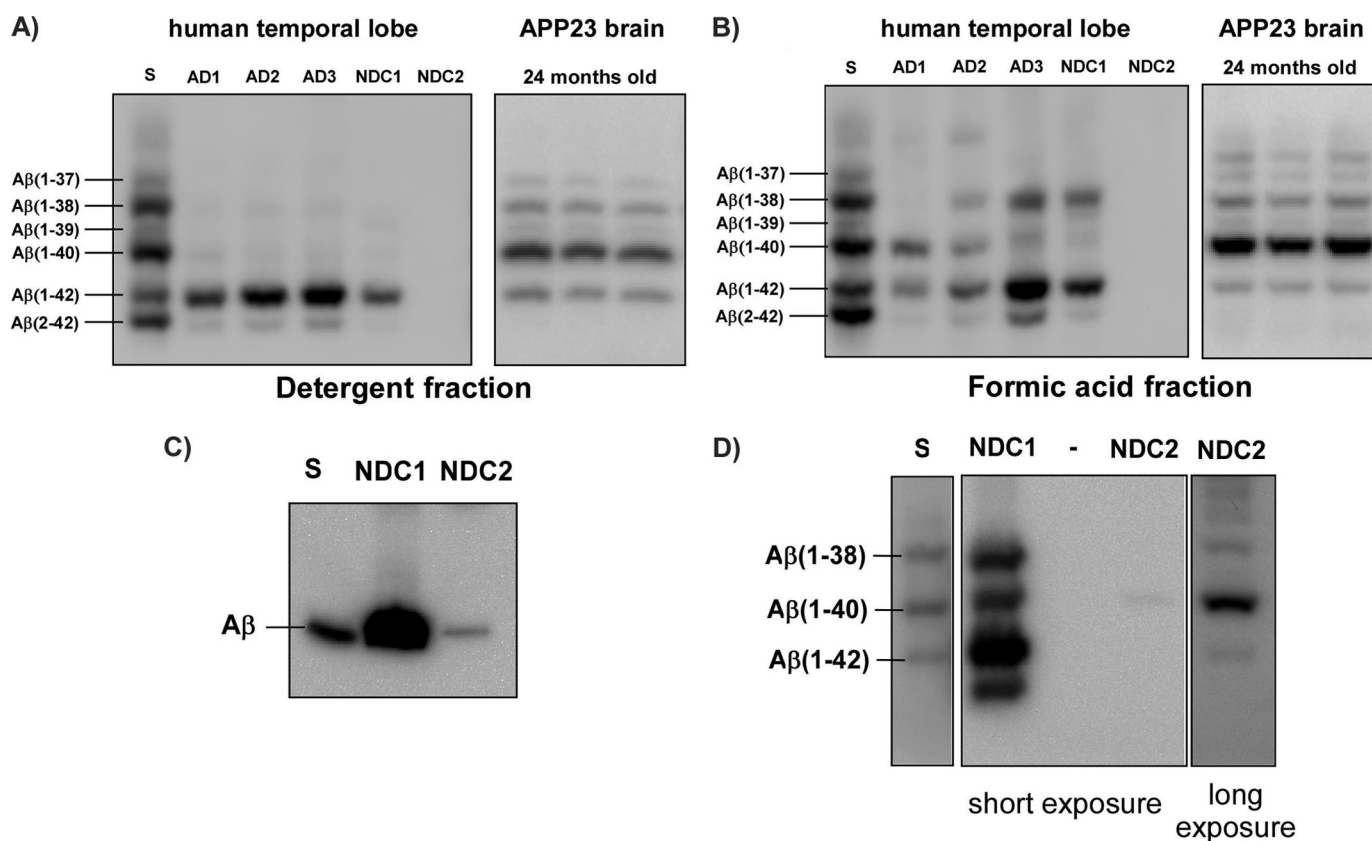 A)
human temporal lobe
APP23 brain
S AD1 AD2 AD3 NDC1 NDC2
24 months old
Aβ(1-37)
Aβ(1-38)
Aβ(1-39)
Aβ(1-40)
Aβ(1-42)
Aβ(2-42)
Detergent fraction
B)
human temporal lobe
APP23 brain
S AD1 AD2 AD3 NDC1 NDC2
24 months old
Aβ(1-37)
Aβ(1-38)
Aβ(1-39)
Aβ(1-40)
Aβ(1-42)
Aβ(2-42)
Formic acid fraction
C)
S NDC1 NDC2
Aβ
D)
S NDC1 - NDC2 NDC2
Aβ(1-38)
Aβ(1-40)
Aβ(1-42)
short exposure
long
exposure